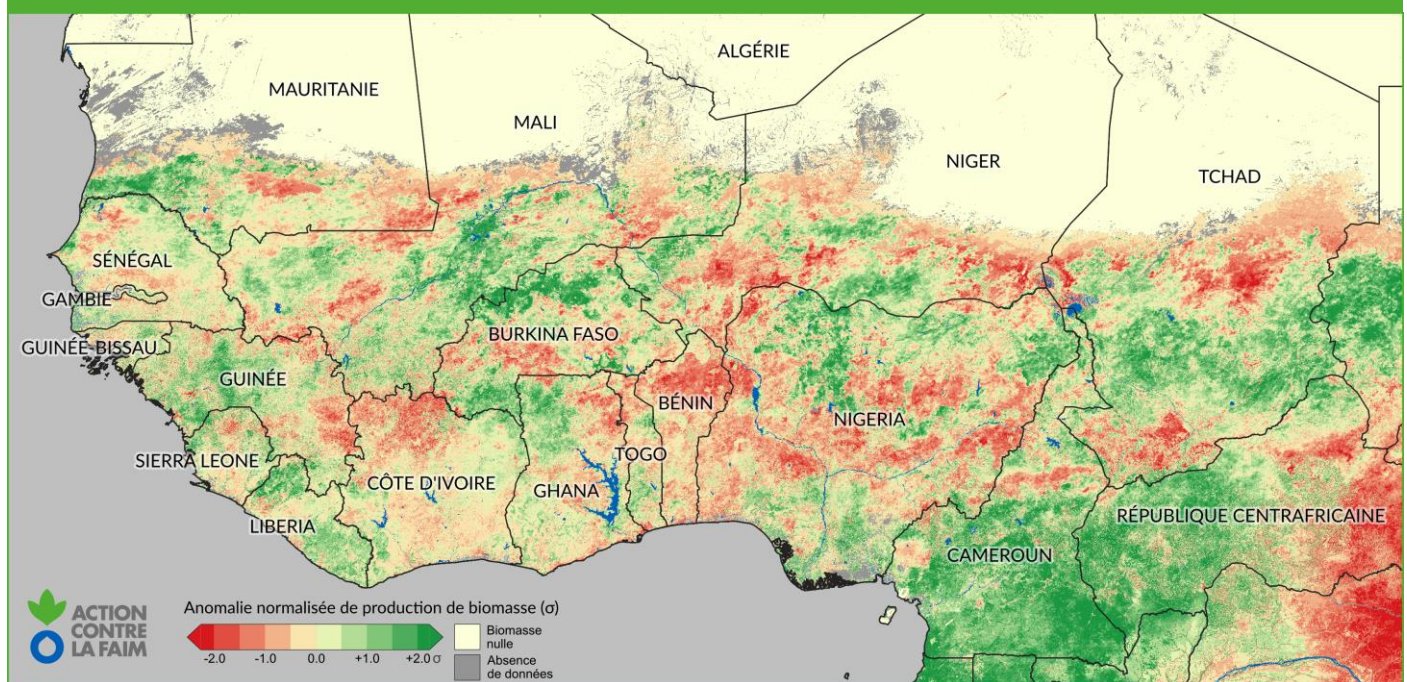 ALGÉRIE
MAURITANIE
MALI
NIGER
TCHAD
SÉNÉGAL
GAMBIE
BURKINA FASO
GUINÉE-BISSAU
GUINÉE
BÉNIN
NIGERIA
SIERRA LEONE
TOGO
CÔTE D'IVOIRE
GHANA
LIBERIA
RÉPUBLIQUE CENTRAFRICAINE
CAMEROUN
ACTION
CONTRE
LA FAIM
Anomalie normalisée de production de biomasse (σ)
-2.0 -1.0 0.0 +1.0 +2.0 σ
Biomasse
nulle
Absence
de données